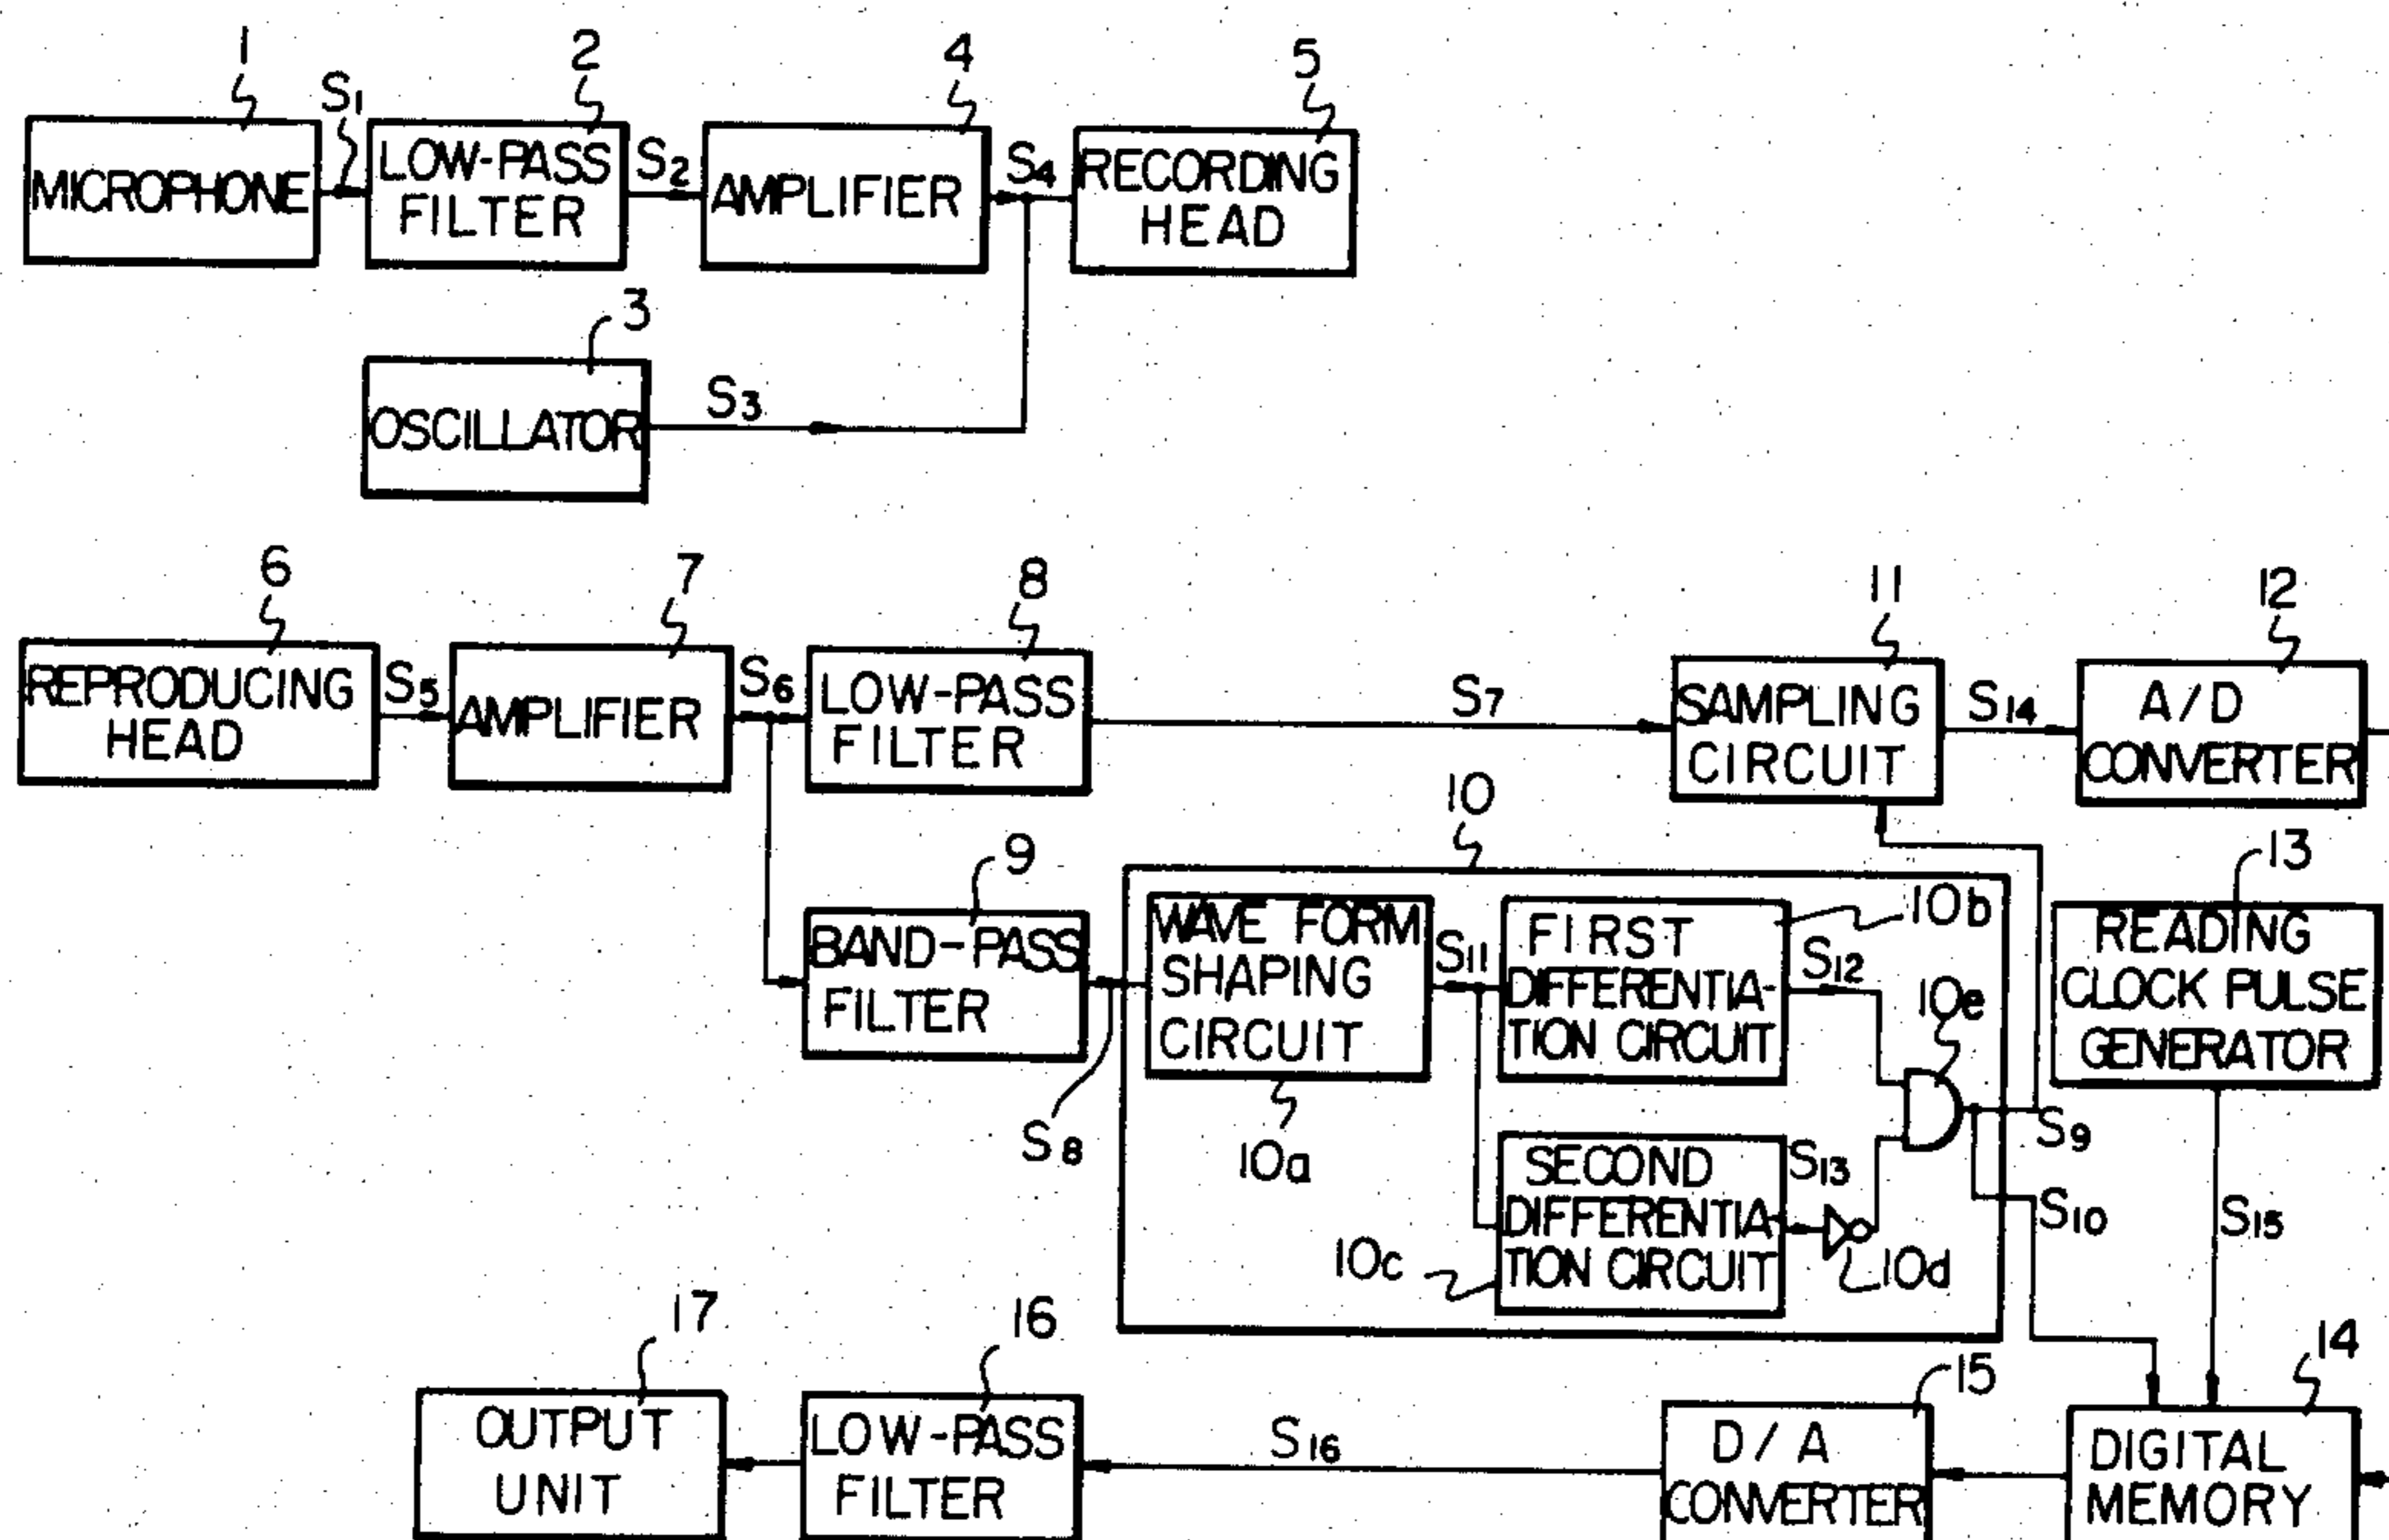 1
2
4
5
S1
MICROPHONE
LOW-PASS
FILTER
S2
AMPLIFIER
S4
RECORDING
HEAD
3
OSCILLATOR
S3
6
7
8
11
12
REPRODUCING
HEAD
S5
AMPLIFIER
S6
LOW-PASS
FILTER
S7
SAMPLING
CIRCUIT
S14
A/D
CONVERTER
10
9
13
BAND-PASS
FILTER
S8
WAVE FORM
SHAPING
CIRCUIT
10a
S11
FIRST
DIFFERENTIA-
TION CIRCUIT
10b
S12
10e
READING
CLOCK PULSE
GENERATOR
SECOND
DIFFERENTIA-
TION CIRCUIT
10c
S13
10d
S9
S10
S15
17
16
15
14
OUTPUT
UNIT
LOW-PASS
FILTER
S16
D/A
CONVERTER
DIGITAL
MEMORY